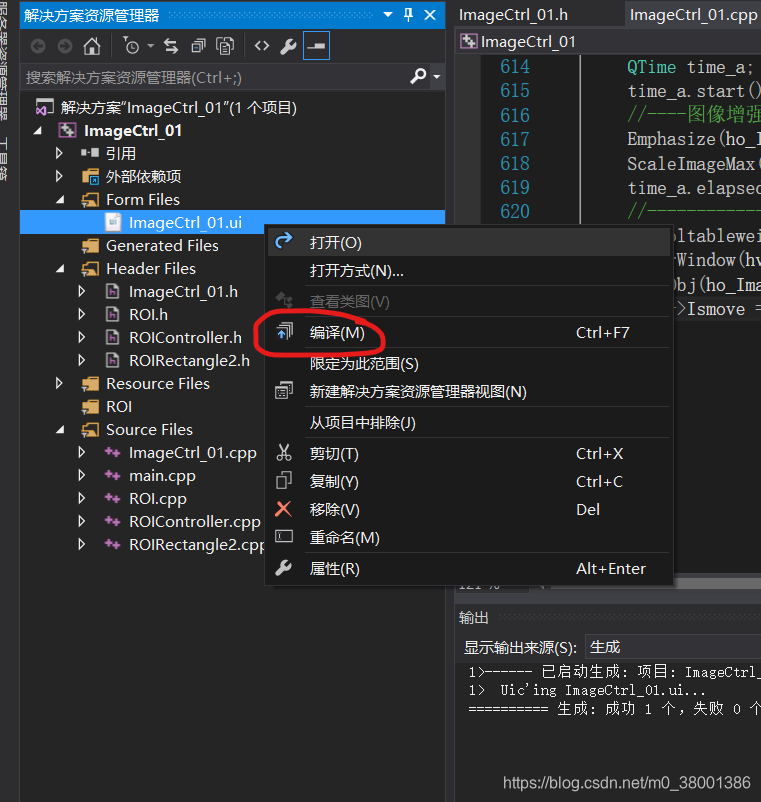 服务器资源管理器
工具箱
解决方案资源管理器
搜索解决方案资源管理器(Ctrl+;)
解决方案"ImageCtrl_01"(1 个项目)
ImageCtrl_01
引用
外部依赖项
Form Files
ImageCtrl_01.ui
Generated Files
Header Files
ImageCtrl_01.h
ROI.h
ROIController.h
ROIRectangle2.h
Resource Files
ROI
Source Files
ImageCtrl_01.cpp
main.cpp
ROI.cpp
ROIController.cpp
ROIRectangle2.cpp
打开(O)
打开方式(N)...
查看类图(V)
编译(M) Ctrl+F7
限定为此范围(S)
新建解决方案资源管理器视图(N)
从项目中排除(J)
剪切(T) Ctrl+X
复制(Y) Ctrl+C
移除(V) Del
重命名(M)
属性(R) Alt+Enter
ImageCtrl_01.h ImageCtrl_01.cpp
ImageCtrl_01
614 QTime time_a;
615 time_a.start()
616 //----图像增强
617 Emphasize(ho_I
618 ScaleImageMax(
619 time_a.elapsed
620 //-------------
oltablewei
rWindow(hv
Obj(ho_Ima
>Ismove =
121 %
输出
显示输出来源(S): 生成
1>------ 已启动生成: 项目: ImageCtrl_
1> Uic'ing ImageCtrl_01.ui...
========== 生成: 成功 1 个，失败 0 个
https://blog.csdn.net/m0_38001386